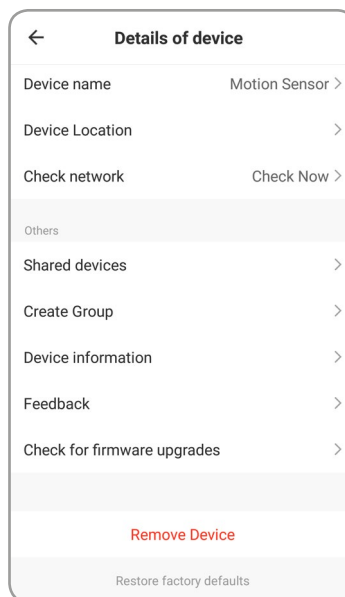 Details of device
Device name Motion Sensor
Device Location
Check network Check Now
Others
Shared devices
Create Group
Device information
Feedback
Check for firmware upgrades
Remove Device
Restore factory defaults